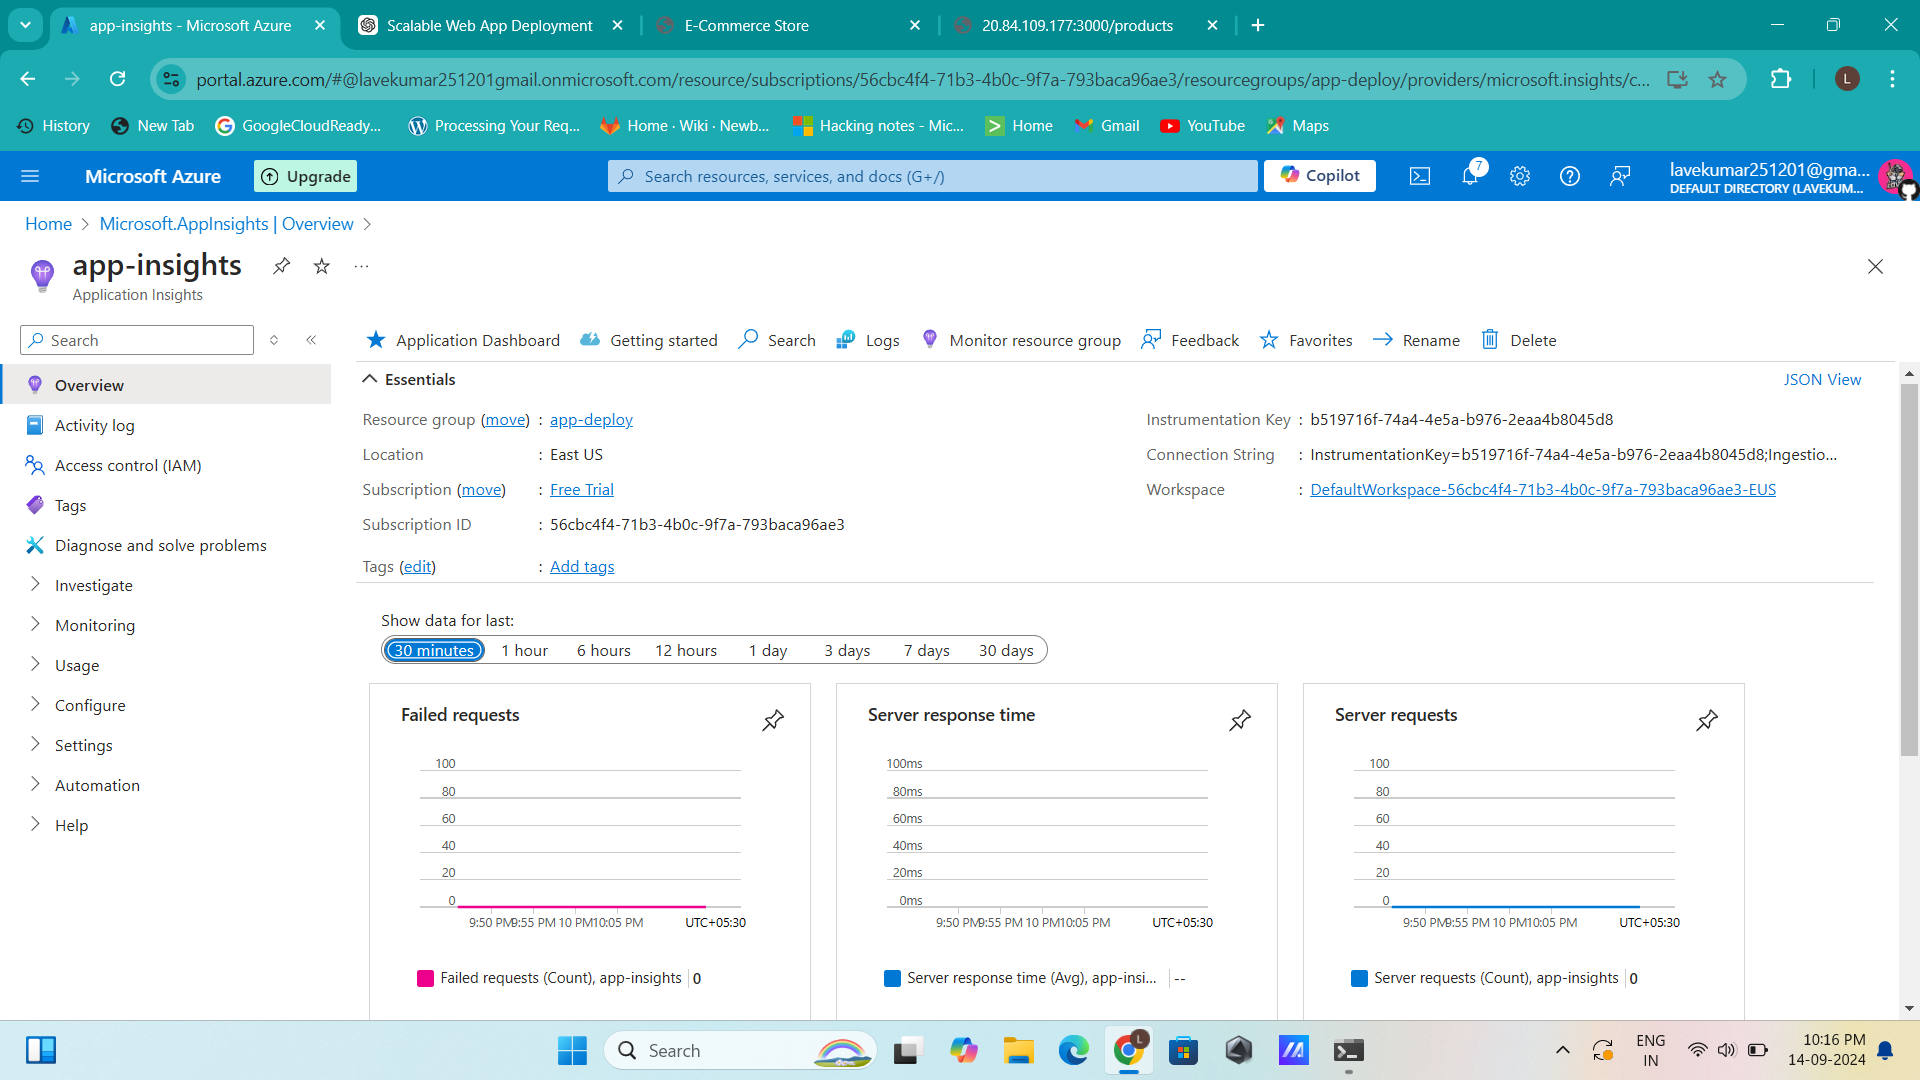 app-insights - Microsoft Azure
Scalable Web App Deployment
E-Commerce Store
20.84.109.177:3000/products
portal.azure.com/#@lavekumar251201gmail.onmicrosoft.com/resource/subscriptions/56cbc4f4-71b3-4b0c-9f7a-793baca96ae3/resourcegroups/app-deploy/providers/microsoft.insights/c...
L
History
New Tab
GoogleCloudReady...
Processing Your Req...
Home · Wiki · Newb...
Hacking notes - Mic...
Home
Gmail
YouTube
Maps
Microsoft Azure
Upgrade
Search resources, services, and docs (G+/)
Copilot
7
lavekumar251201@gma...
DEFAULT DIRECTORY (LAVEKUM...
Home > Microsoft.AppInsights | Overview >
app-insights
Application Insights
Search
Application Dashboard
Getting started
Search
Logs
Monitor resource group
Feedback
Favorites
Rename
Delete
Overview
Activity log
Access control (IAM)
Tags
Diagnose and solve problems
Investigate
Monitoring
Usage
Configure
Settings
Automation
Help
Essentials
JSON View
Resource group (move) : app-deploy
Location : East US
Subscription (move) : Free Trial
Subscription ID : 56cbc4f4-71b3-4b0c-9f7a-793baca96ae3
Tags (edit) : Add tags
Instrumentation Key : b519716f-74a4-4e5a-b976-2eaa4b8045d8
Connection String : InstrumentationKey=b519716f-74a4-4e5a-b976-2eaa4b8045d8;Ingestio...
Workspace : DefaultWorkspace-56cbc4f4-71b3-4b0c-9f7a-793baca96ae3-EUS
Show data for last:
30 minutes 1 hour 6 hours 12 hours 1 day 3 days 7 days 30 days
Failed requests
100
80
60
40
20
0
9:50 PM 9:55 PM 10 PM 10:05 PM UTC+05:30
Failed requests (Count), app-insights 0
Server response time
100ms
80ms
60ms
40ms
20ms
0ms
9:50 PM 9:55 PM 10 PM 10:05 PM UTC+05:30
Server response time (Avg), app-insi... --
Server requests
100
80
60
40
20
0
9:50 PM 9:55 PM 10 PM 10:05 PM UTC+05:30
Server requests (Count), app-insights 0
Search
L
ENG
IN
10:16 PM
14-09-2024